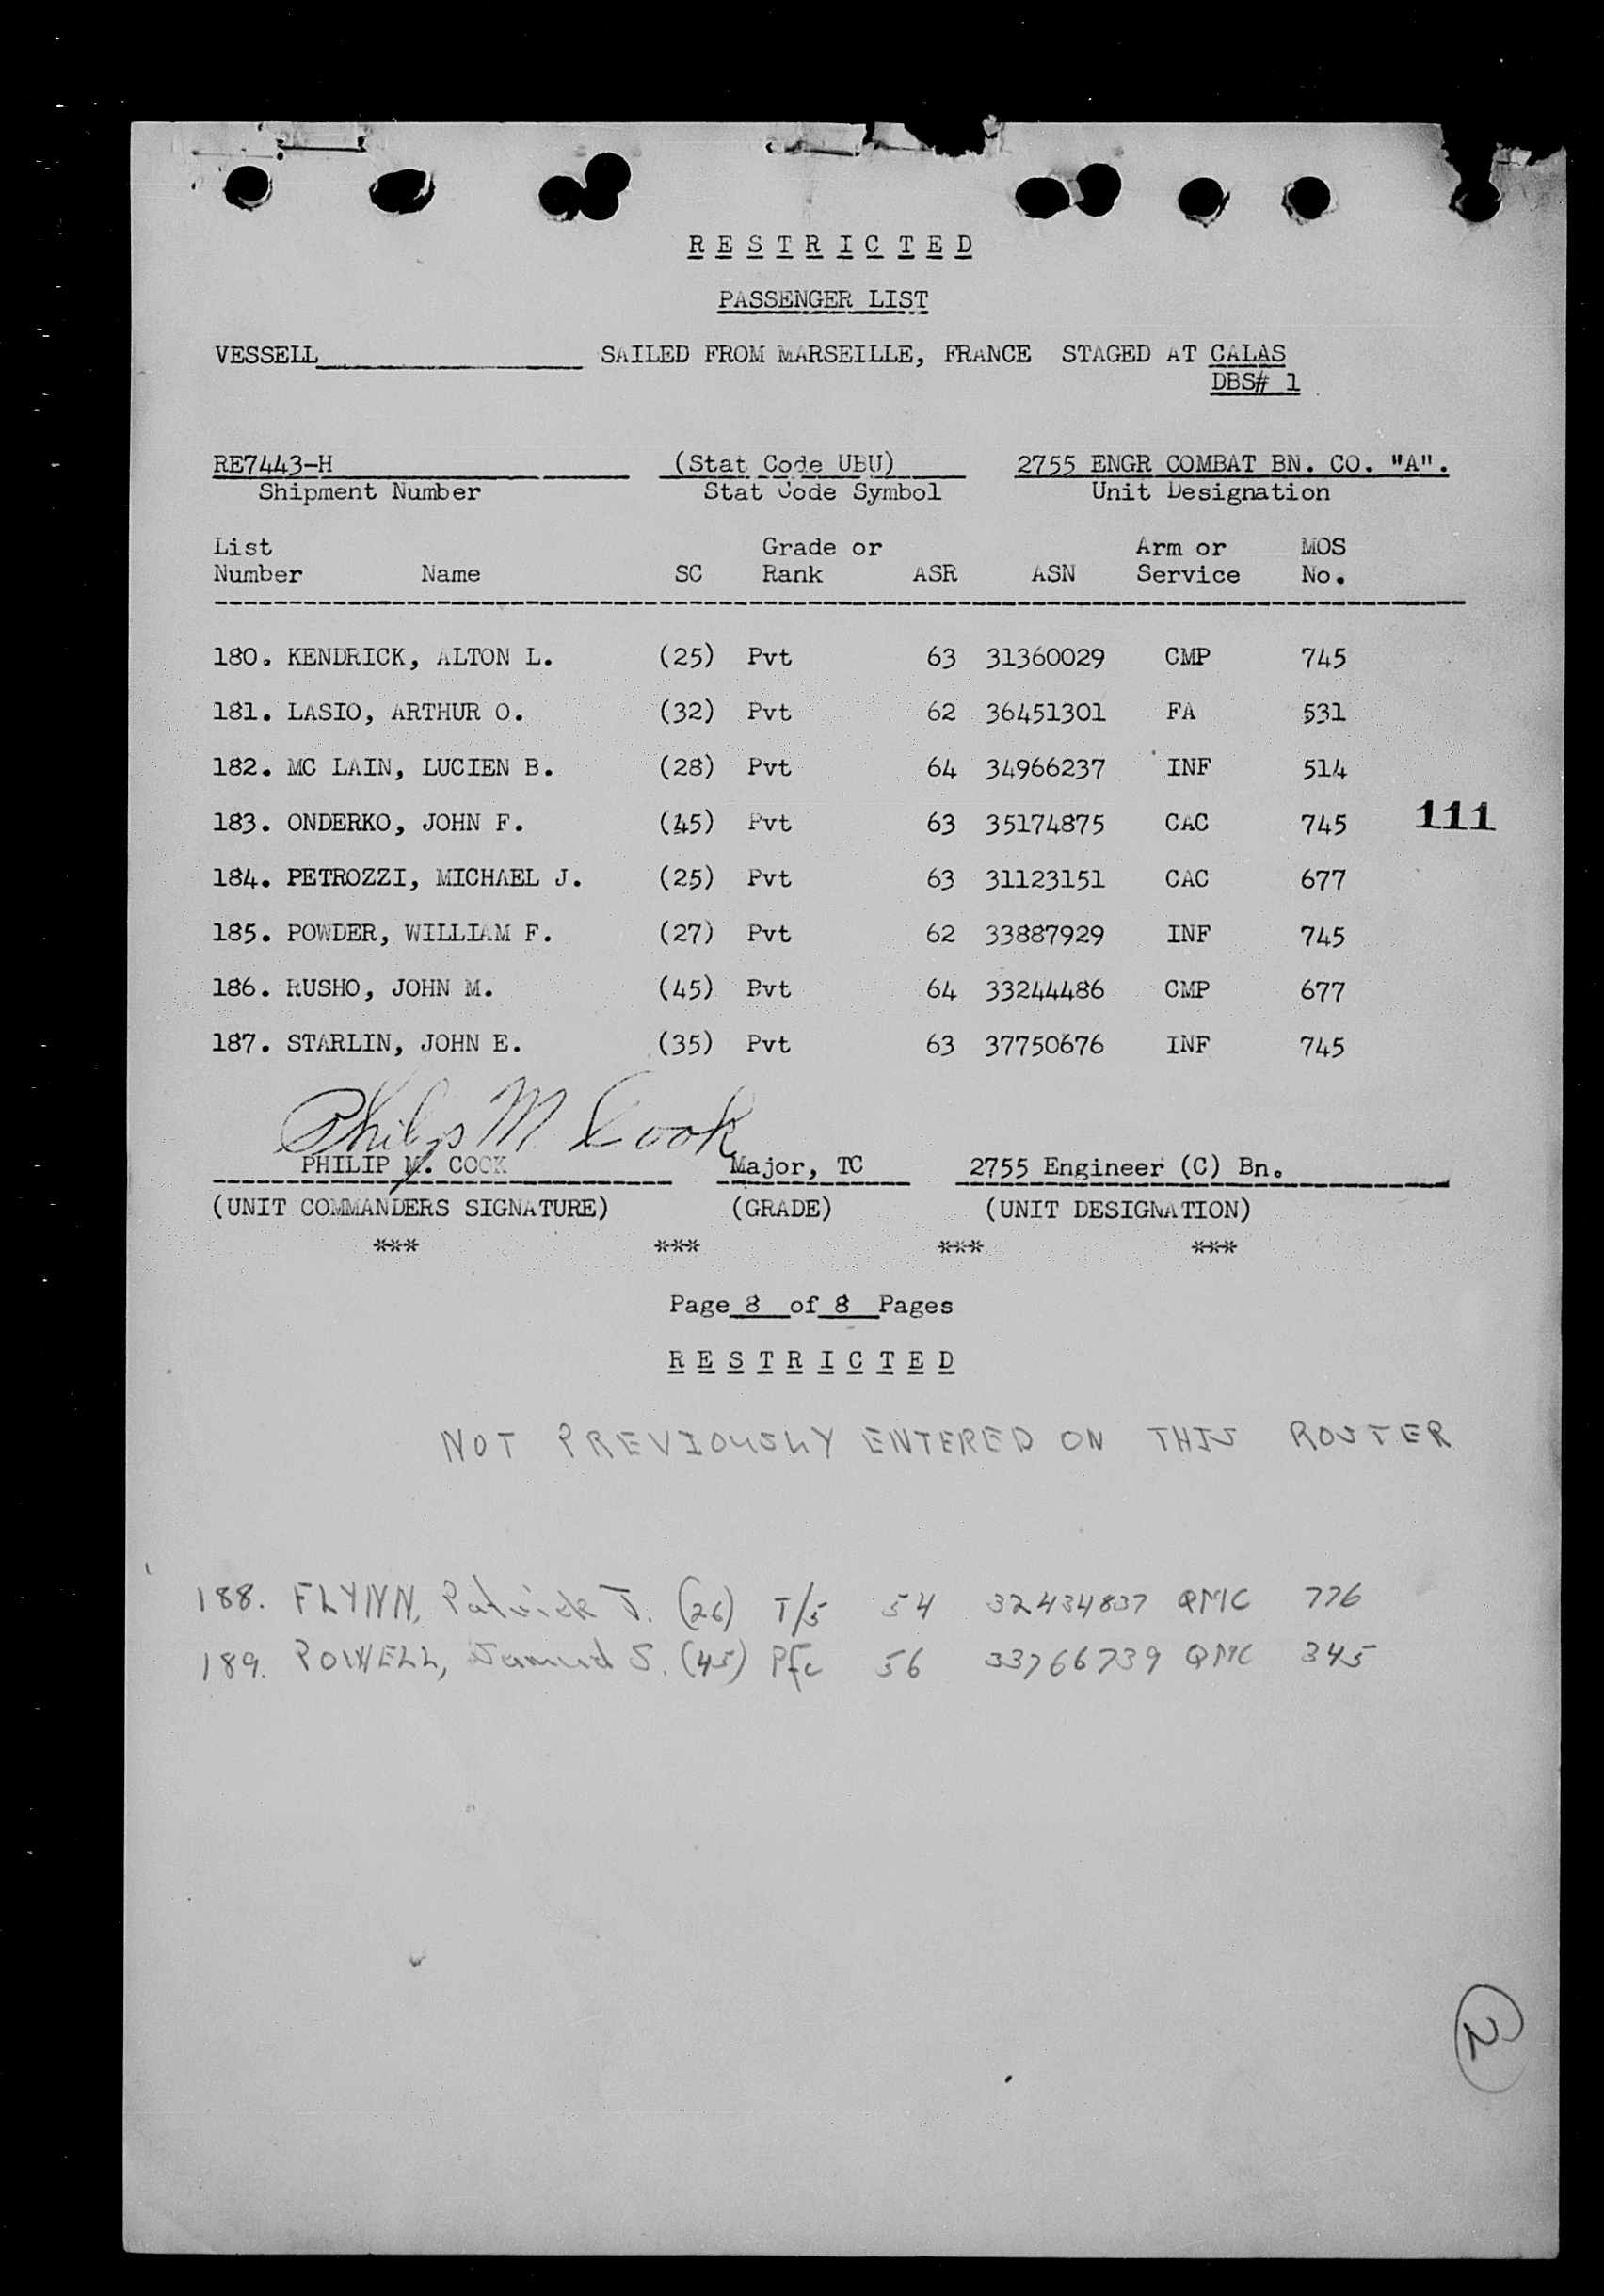 R E S T R I C T E D
PASSENGER LIST
VESSELL SAILED FROM MARSEILLE, FRANCE STAGED AT CALAS
DBS# 1
RE7443-H (Stat Code UBU) 2755 ENGR COMBAT BN. CO. "A".
Shipment Number Stat Code Symbol Unit Designation
List Grade or Arm or MOS
Number Name SC Rank ASR ASN Service No.
180. KENDRICK, ALTON L. (25) Pvt 63 31360029 CMP 745
181. LASIO, ARTHUR O. (32) Pvt 62 36451301 FA 531
182. MC LAIN, LUCIEN B. (28) Pvt 64 34966237 INF 514
183. ONDERKO, JOHN F. (45) Pvt 63 35174875 CAC 745 111
184. PETROZZI, MICHAEL J. (25) Pvt 63 31123151 CAC 677
185. POWDER, WILLIAM F. (27) Pvt 62 33887929 INF 745
186. RUSHO, JOHN M. (45) Pvt 64 33244486 CMP 677
187. STARLIN, JOHN E. (35) Pvt 63 37750676 INF 745
Philip M Cook
PHILIP M. COOK Major, TC 2755 Engineer (C) Bn.
(UNIT COMMANDERS SIGNATURE) (GRADE) (UNIT DESIGNATION)
*** *** *** ***
Page 8 of 8 Pages
R E S T R I C T E D
NOT PREVIOUSLY ENTERED ON THIS ROSTER
188. FLYNN, Patrick J. (26) T/5 54 32434837 QMC 776
189. POWELL, Samuel S. (45) Pfc 56 33766739 QMC 345
2